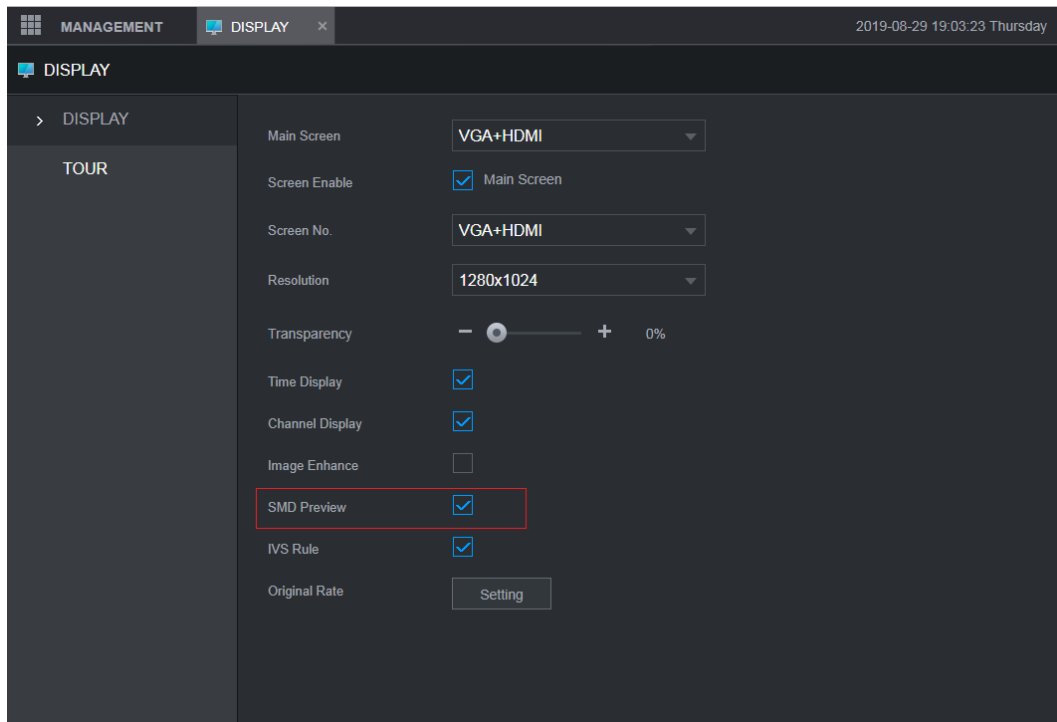 MANAGEMENT DISPLAY × 2019-08-29 19:03:23 Thursday
DISPLAY
> DISPLAY
TOUR
Main Screen VGA+HDMI
Screen Enable Main Screen
Screen No. VGA+HDMI
Resolution 1280x1024
Transparency − + 0%
Time Display
Channel Display
Image Enhance
SMD Preview
IVS Rule
Original Rate Setting